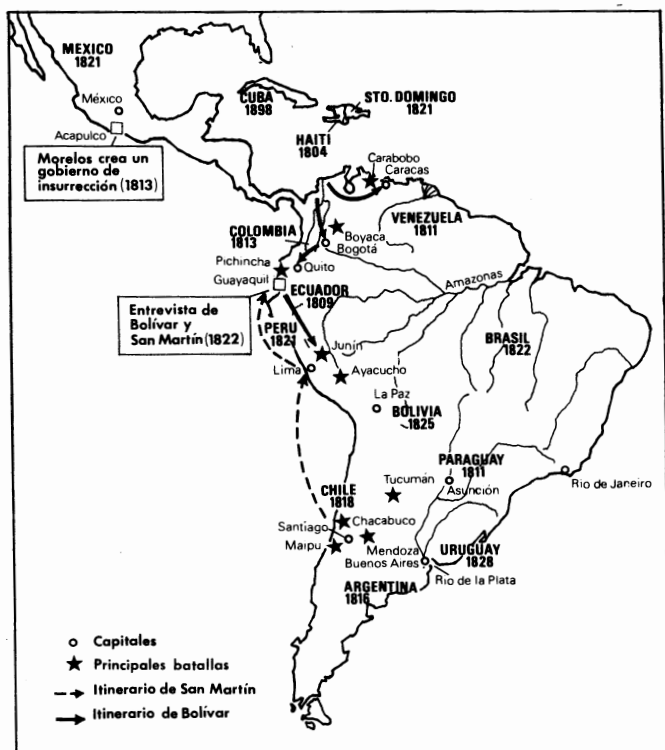 MEXICO
1821
México
Acapulco
Morelos crea un
gobierno de
insurrección (1813)
CUBA
1898
STO. DOMINGO
1821
HAITI
1804
Carabobo
Caracas
VENEZUELA
1811
COLOMBIA
1813
Boyaca
Bogotá
Pichincha
Quito
Guayaquil
ECUADOR
1809
Amazonas
Entrevista de
Bolívar y
San Martín (1822)
PERU
1821
Junín
Lima
Ayacucho
BRASIL
1822
La Paz
BOLIVIA
1825
PARAGUAY
1811
Asunción
Rio de Janeiro
Tucumán
CHILE
1818
Chacabuco
Santiago
Maipu
Mendoza
Buenos Aires
URUGUAY
1828
Rio de la Plata
ARGENTINA
1816
Capitales
Principales batallas
Itinerario de San Martín
Itinerario de Bolívar